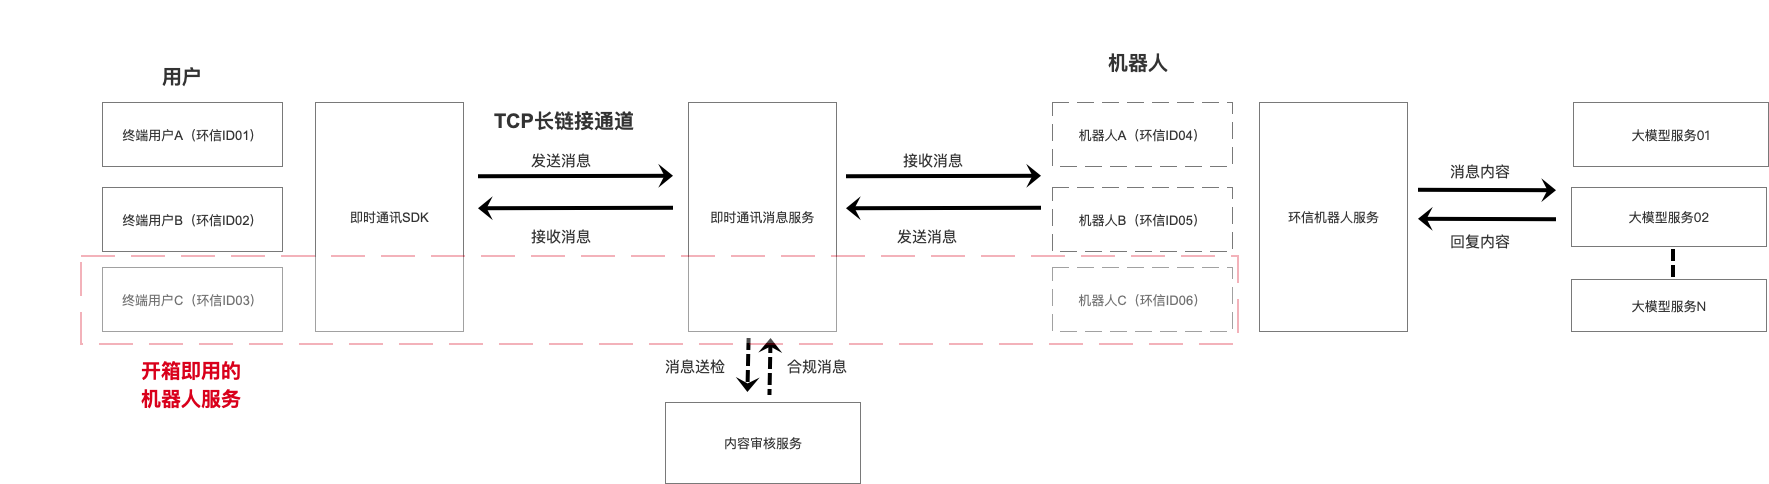 用户
机器人
终端用户A（环信ID01）
终端用户B（环信ID02）
终端用户C（环信ID03）
开箱即用的
机器人服务
即时通讯SDK
TCP长链接通道
发送消息
接收消息
即时通讯消息服务
消息送检
合规消息
内容审核服务
接收消息
发送消息
机器人A（环信ID04）
机器人B（环信ID05）
机器人C（环信ID06）
环信机器人服务
消息内容
回复内容
大模型服务01
大模型服务02
大模型服务N